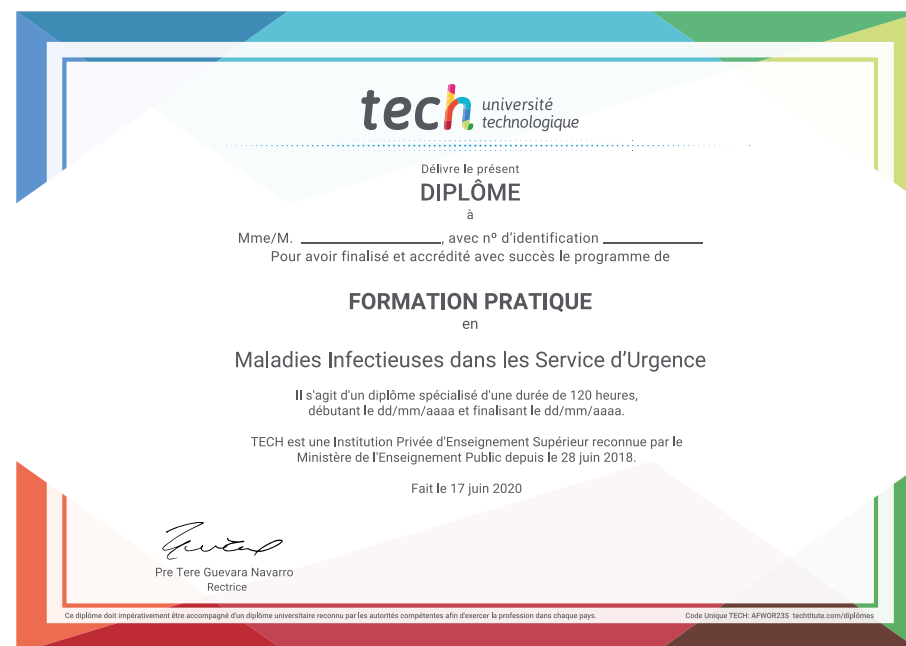 tech université
technologique
Délivre le présent
DIPLÔME
à
Mme/M. ____________________, avec nº d'identification ______________
Pour avoir finalisé et accrédité avec succès le programme de
FORMATION PRATIQUE
en
Maladies Infectieuses dans les Service d'Urgence
Il s'agit d'un diplôme spécialisé d'une durée de 120 heures,
débutant le dd/mm/aaaa et finalisant le dd/mm/aaaa.
TECH est une Institution Privée d'Enseignement Supérieur reconnue par le
Ministère de l'Enseignement Public depuis le 28 juin 2018.
Fait le 17 juin 2020
Pre Tere Guevara Navarro
Rectrice
Ce diplôme doit impérativement être accompagné d'un diplôme universitaire reconnu par les autorités compétentes afin d'exercer la profession dans chaque pays. Code Unique TECH: AFWOR23S techtitute.com/diplômes